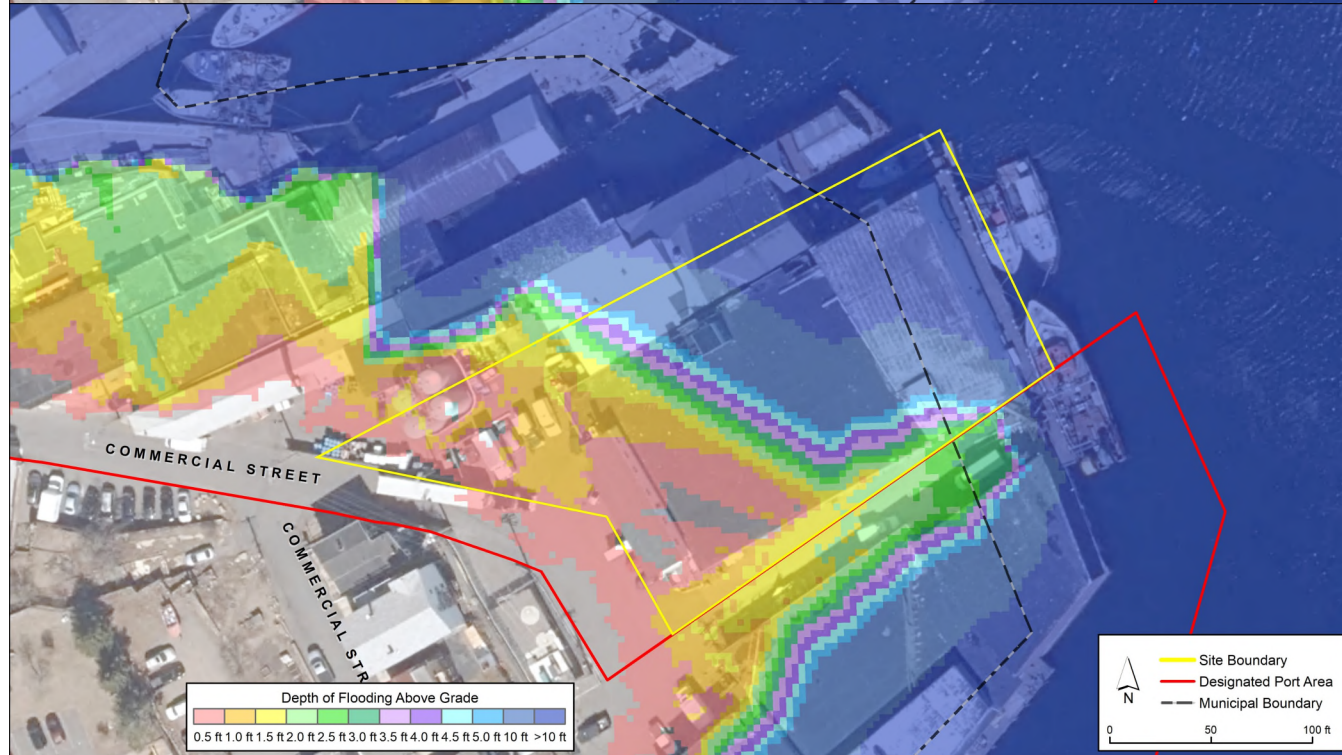 COMMERCIAL STREET
COMMERCIAL STR
Depth of Flooding Above Grade
0.5 ft 1.0 ft 1.5 ft 2.0 ft 2.5 ft 3.0 ft 3.5 ft 4.0 ft 4.5 ft 5.0 ft 10 ft >10 ft
Site Boundary
Designated Port Area
Municipal Boundary
N
0 50 100 ft